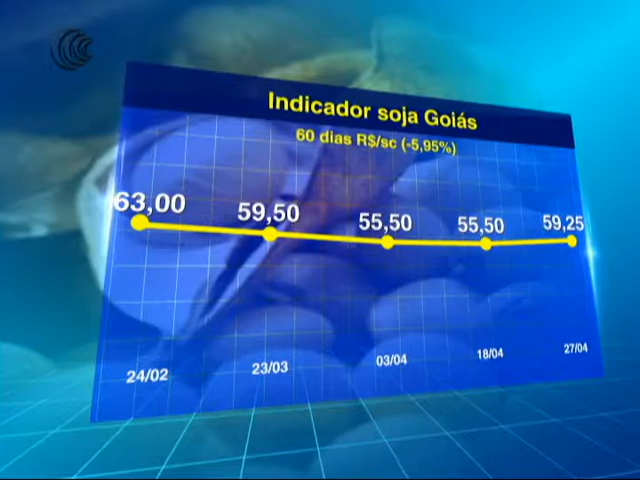 Indicador soja Goiás
60 dias R$/sc (-5,95%)
63,00 59,50 55,50 55,50 59,25
24/02 23/03 03/04 18/04 27/04